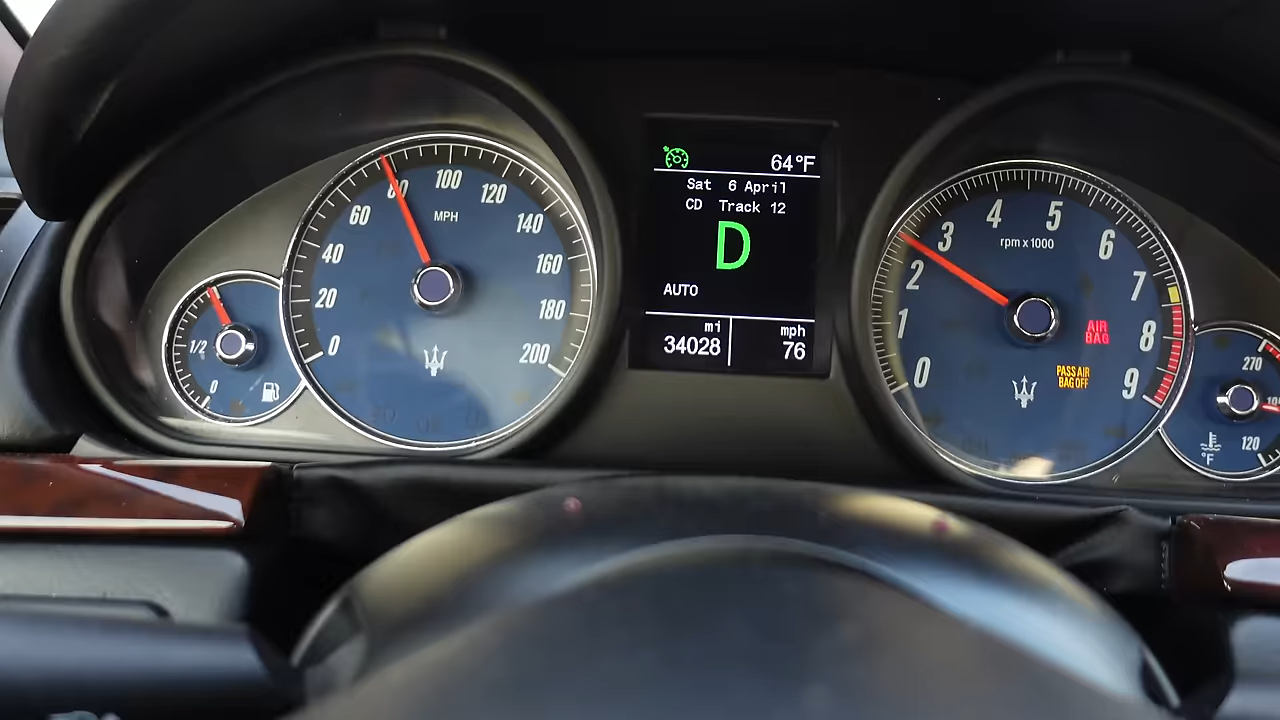 1/2
0
0
20
40
60
80
100
120
140
160
180
200
MPH
64°F
Sat 6 April
CD Track 12
D
AUTO
mi
34028
mph
76
0
1
2
3
4
5
6
7
8
9
rpm x 1000
AIR
BAG
PASS AIR
BAG OFF
270
120
°F